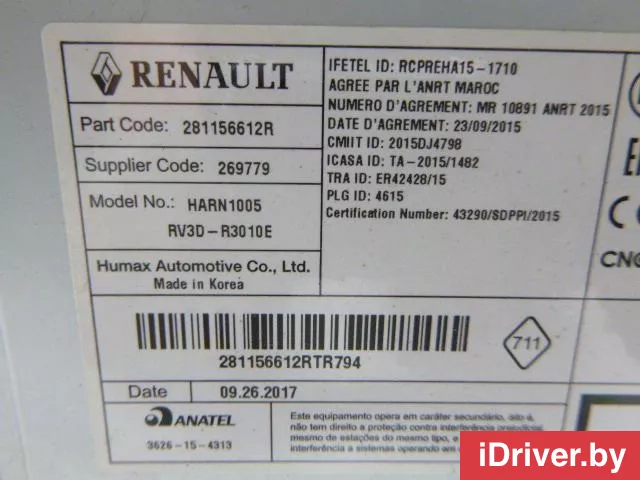 RENAULT
Part Code: 281156612R
Supplier Code: 269779
Model No.: HARN1005
RV3D-R3010E
Humax Automotive Co., Ltd.
Made in Korea
IFETEL ID: RCPREHA15-1710
AGREE PAR L'ANRT MAROC
NUMERO D'AGREMENT: MR 10891 ANRT 2015
DATE D'AGREMENT: 23/09/2015
CMIIT ID: 2015DJ4798
ICASA ID: TA-2015/1482
TRA ID: ER42428/15
PLG ID: 4615
Certification Number: 43290/SDPPI/2015
281156612RTR794
711
Date 09.26.2017
ANATEL
3626-15-4313
Este equipamento opera em caráter secundário, isto é,
não tem direito a proteção contra interferência prejudicial,
mesmo de estações do mesmo tipo, e
interferência a sistemas operando em
iDriver.by